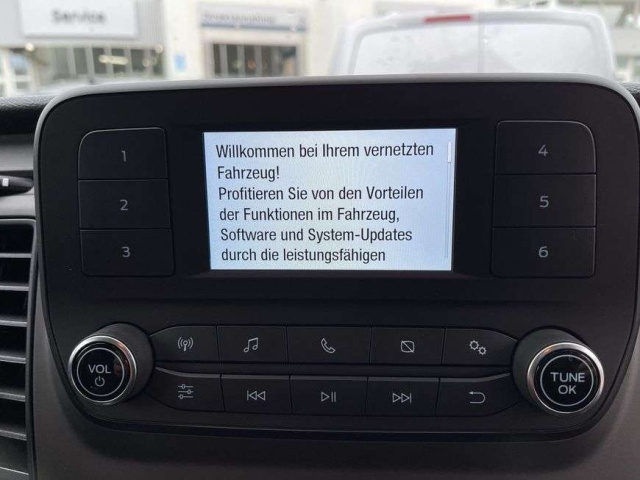 Service
Willkommen bei Ihrem vernetzten
Fahrzeug!
Profitieren Sie von den Vorteilen
der Funktionen im Fahrzeug,
Software und System-Updates
durch die leistungsfähigen
1
2
3
4
5
6
VOL
TUNE
OK